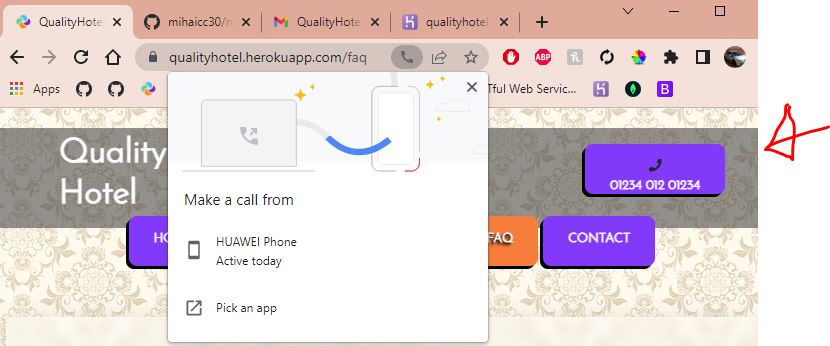 QualityHotel
mihaicc30/n
QualityHote
qualityhotel
qualityhotel.herokuapp.com/faq
ABP
Apps
tful Web Servic...
H
B
Quality
Hotel
01234 012 01234
Make a call from
HUAWEI Phone
Active today
Pick an app
HO
FAQ
CONTACT